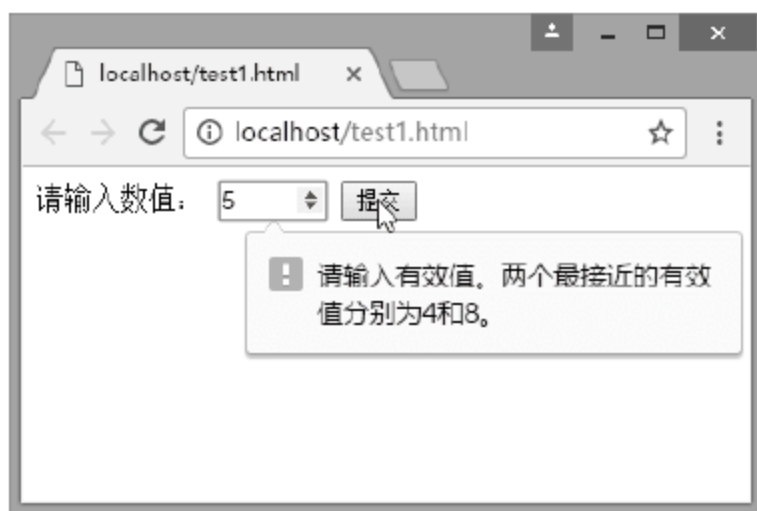 localhost/test1.html
localhost/test1.html
请输入数值： 5 提交
请输入有效值。两个最接近的有效
值分别为4和8。